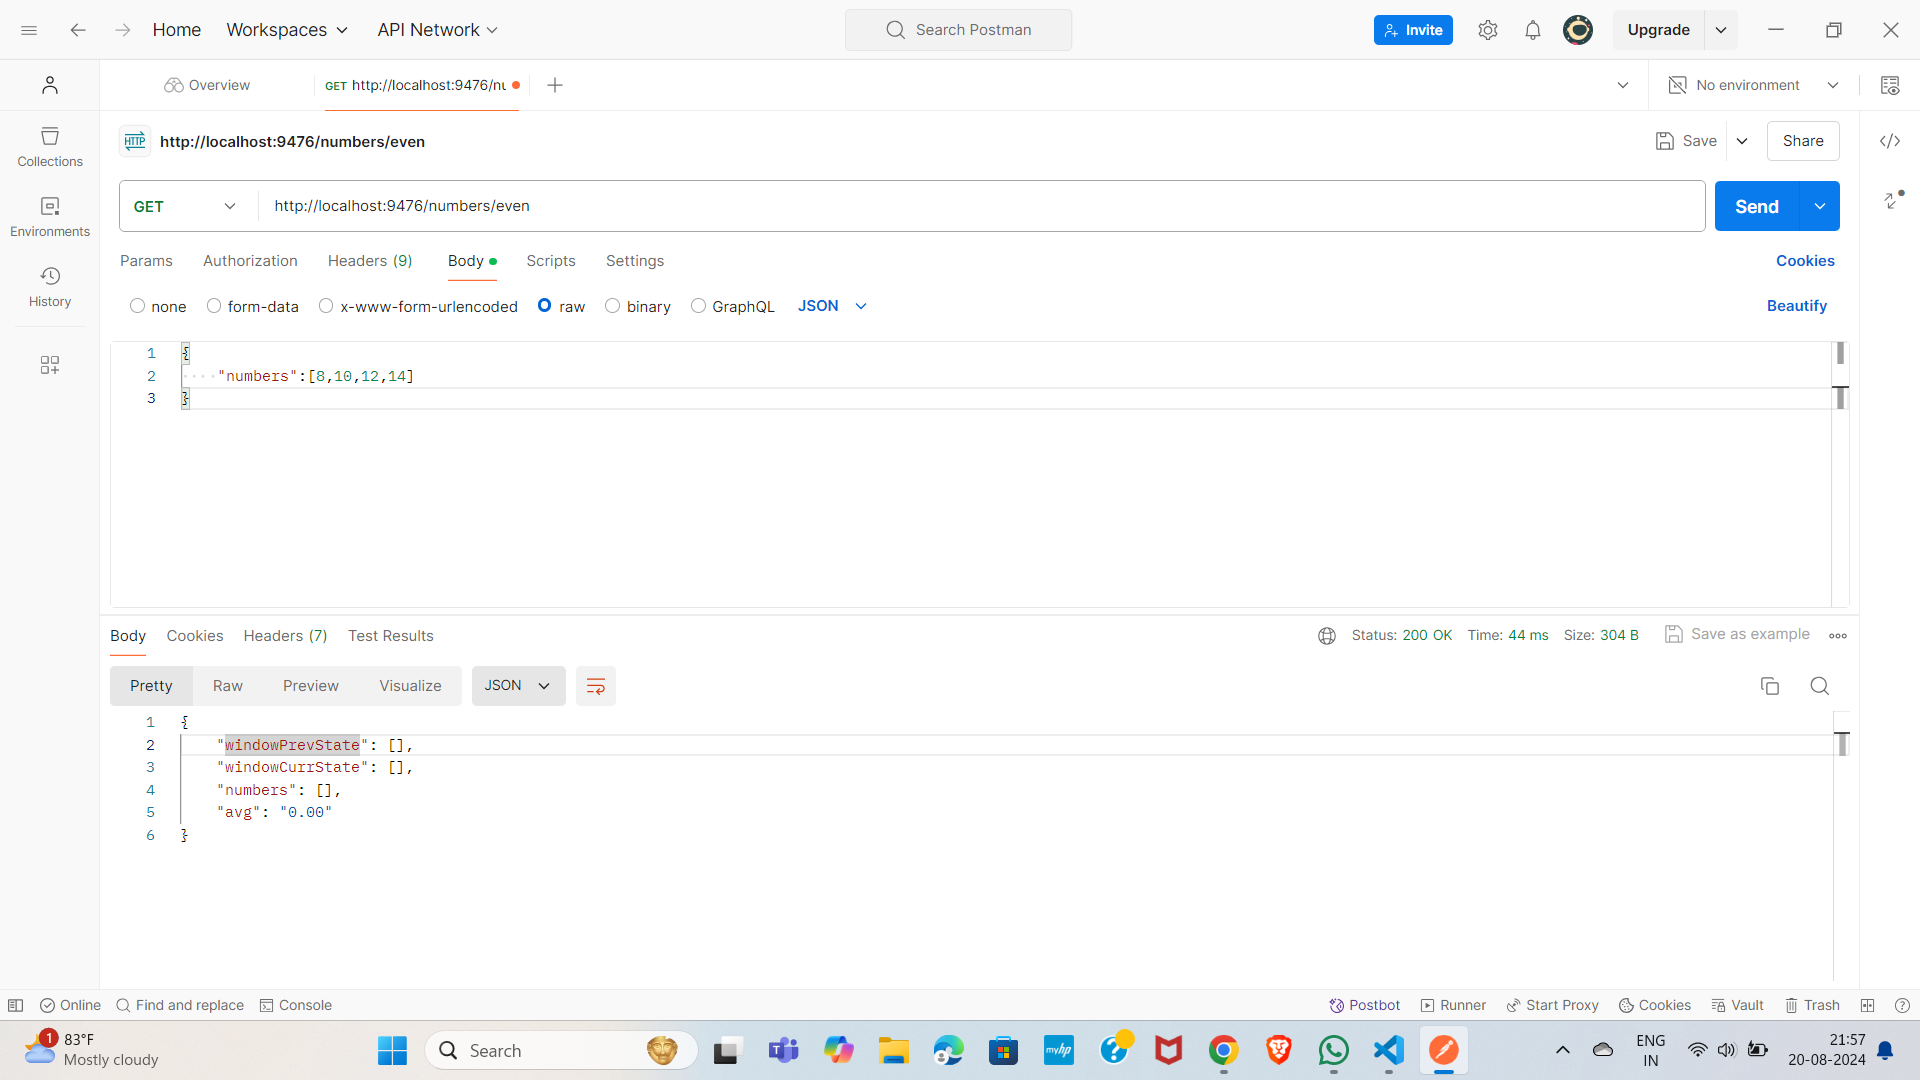 Home Workspaces API Network Search Postman Invite Upgrade
Overview GET http://localhost:9476/nu No environment
HTTP http://localhost:9476/numbers/even Save Share
GET http://localhost:9476/numbers/even Send
Params Authorization Headers (9) Body Scripts Settings Cookies
none form-data x-www-form-urlencoded raw binary GraphQL JSON Beautify
Collections
Environments
History
1 {
2 "numbers":[8,10,12,14]
3 }
Body Cookies Headers (7) Test Results Status: 200 OK Time: 44 ms Size: 304 B Save as example
Pretty Raw Preview Visualize JSON
1 {
2 "windowPrevState": [],
3 "windowCurrState": [],
4 "numbers": [],
5 "avg": "0.00"
6 }
Online Find and replace Console Postbot Runner Start Proxy Cookies Vault Trash
1 83°F
Mostly cloudy
Search
myhp
ENG
IN
21:57
20-08-2024